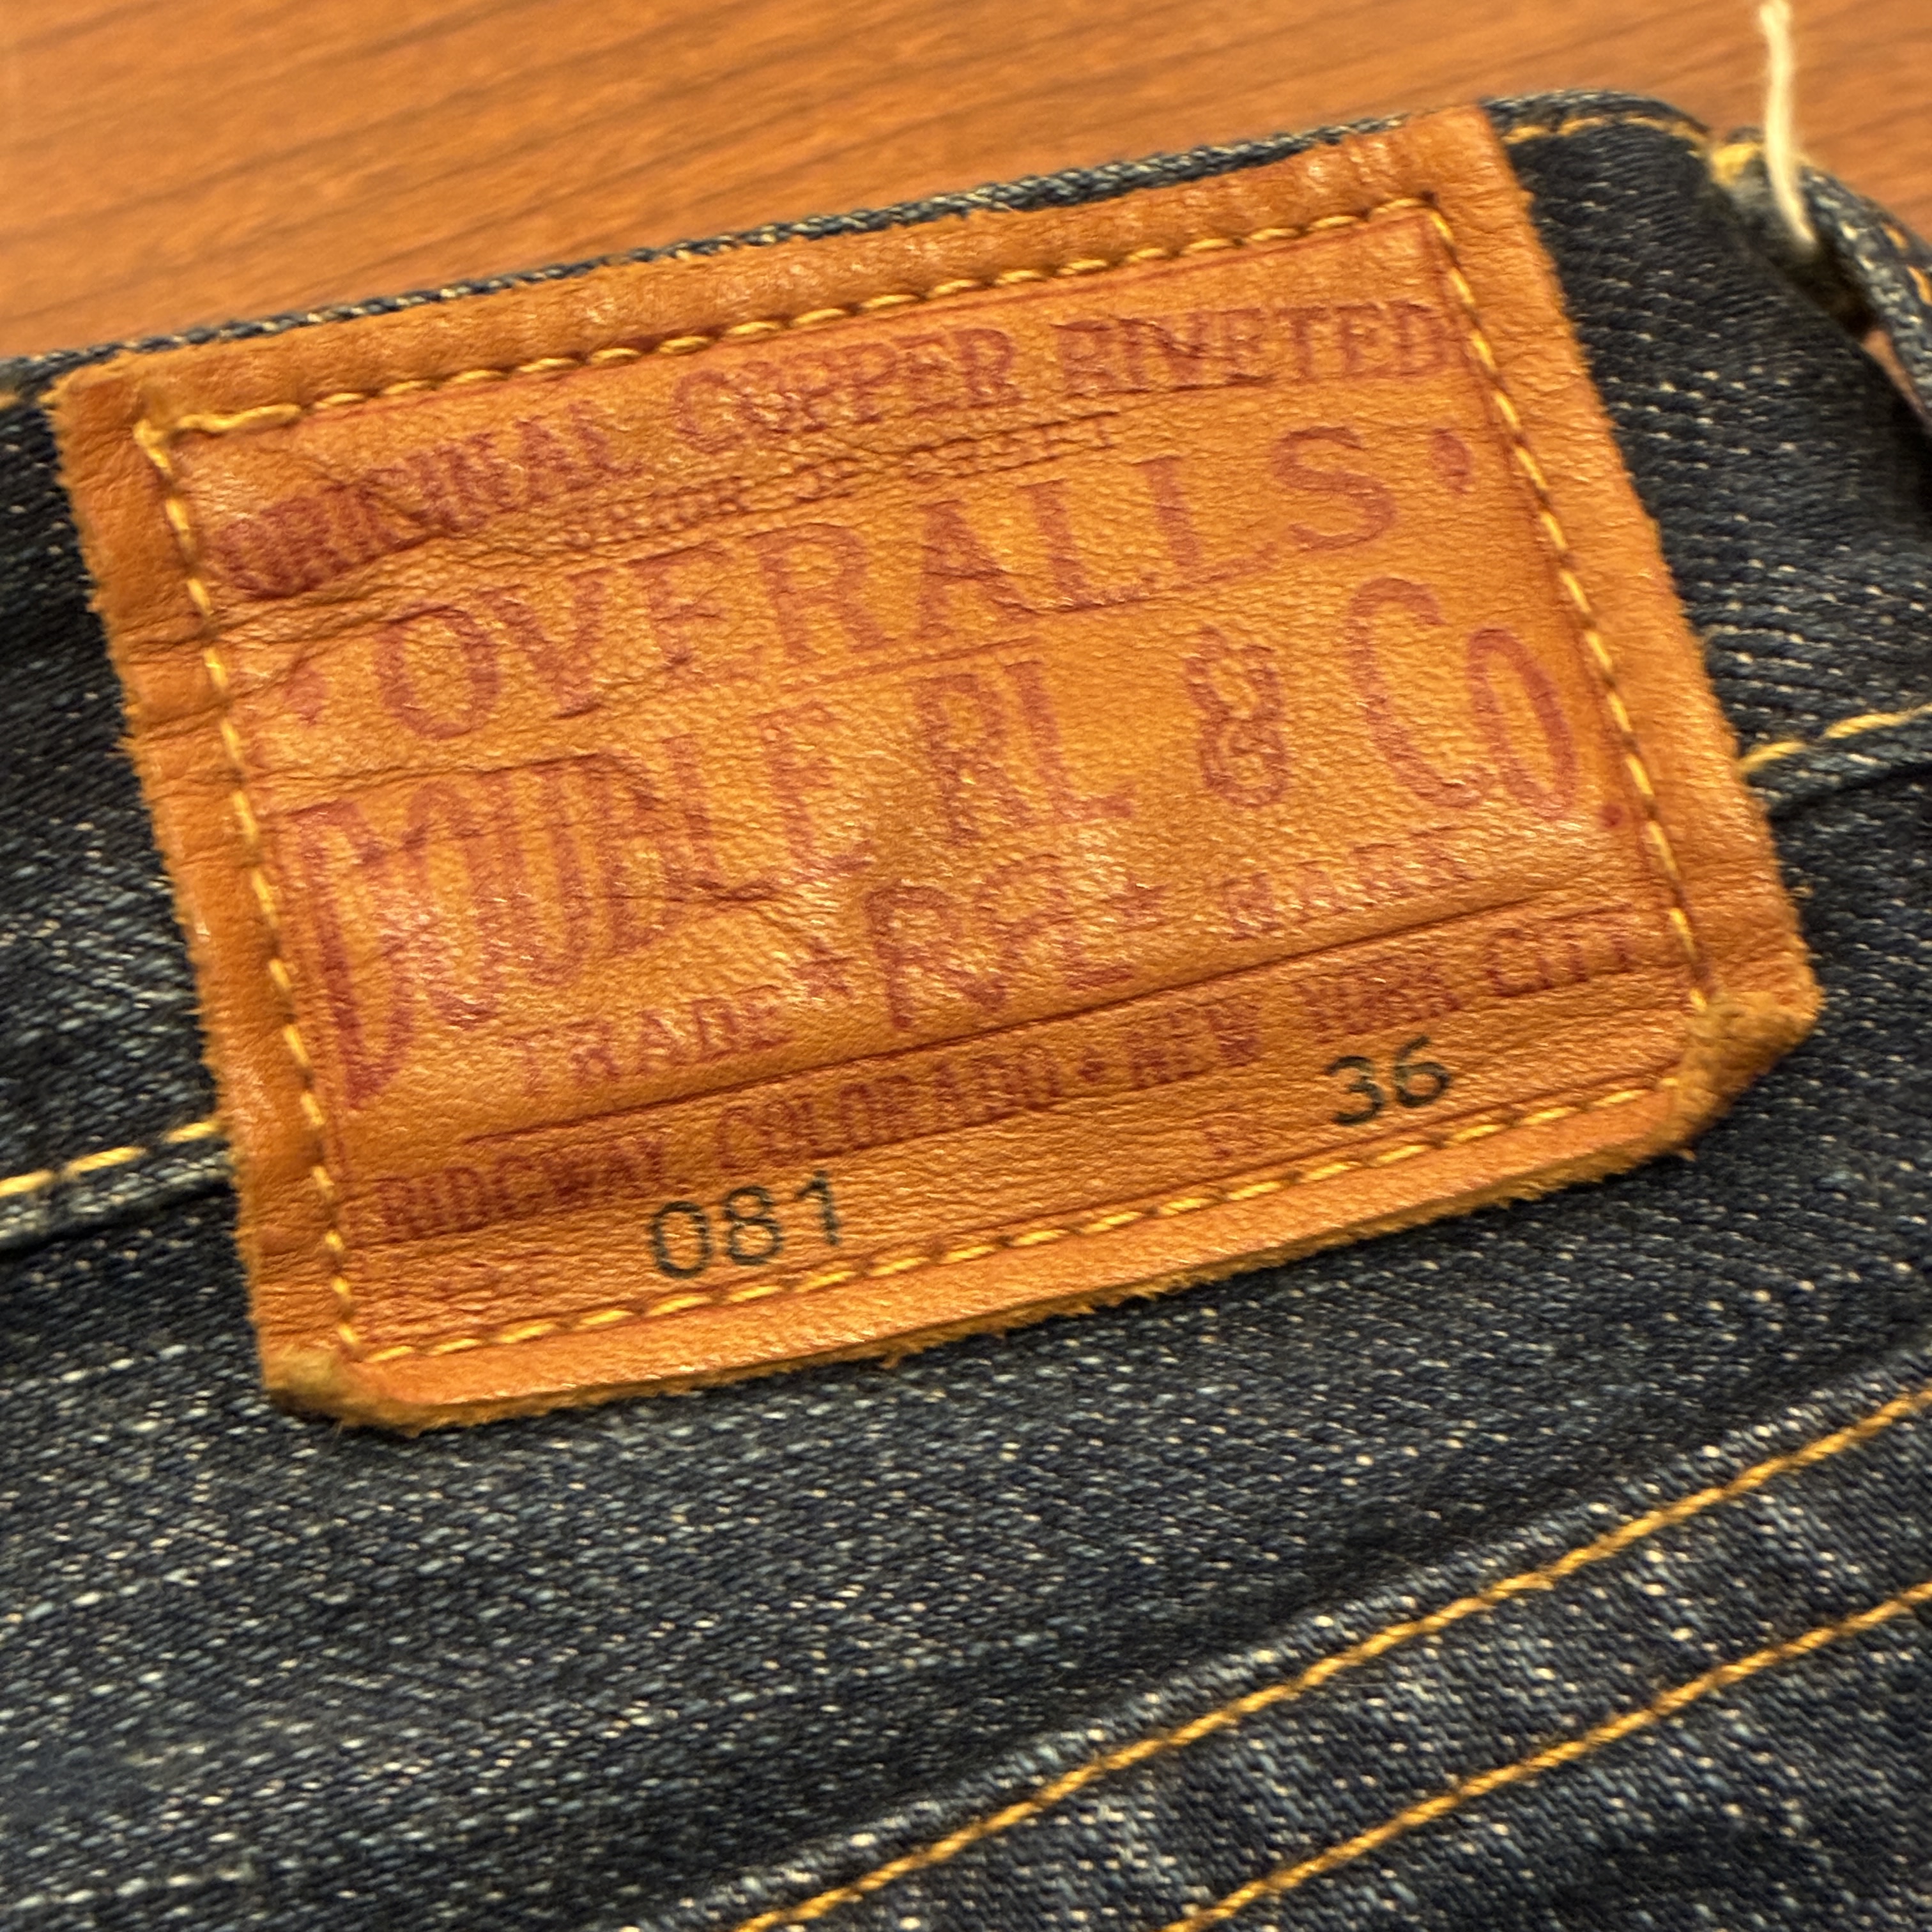 ORIGINAL COPPER RIVETED
"OVERALLS"
DOUBLE RL & Co.
TRADE RRL MARK
RIDGWAY COLORADO • NEW YORK CITY
081 36